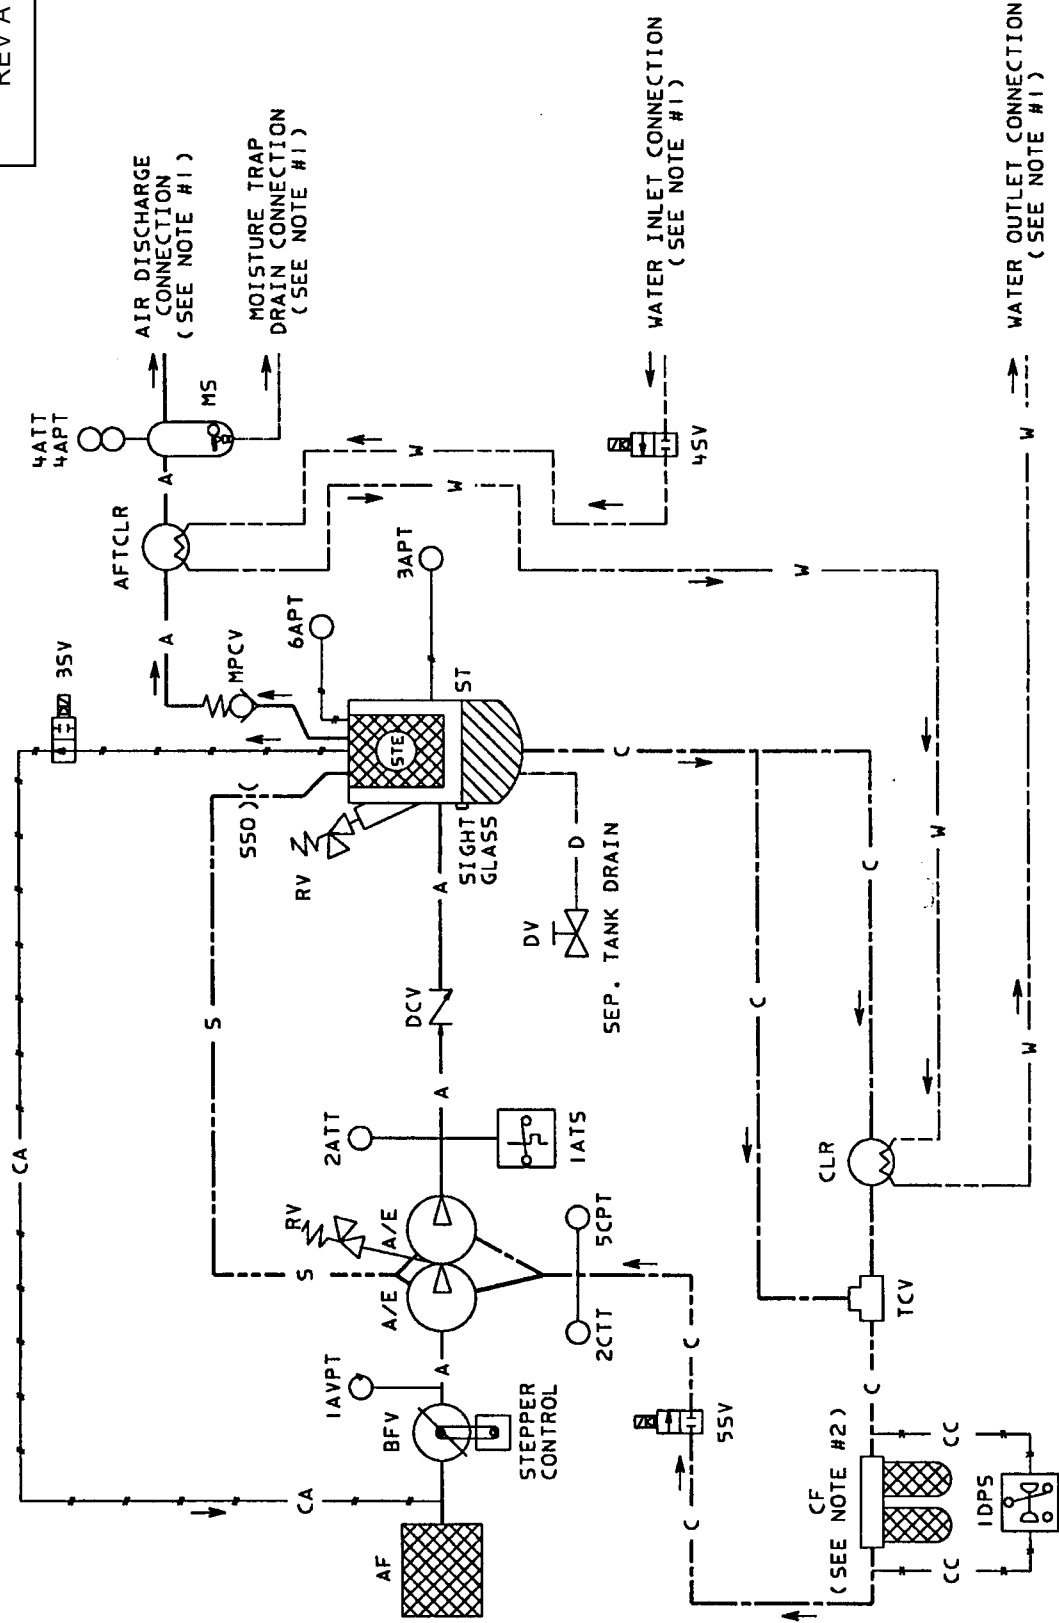 REV A
AIR DISCHARGE
CONNECTION
(SEE NOTE #1)
MOISTURE TRAP
DRAIN CONNECTION
(SEE NOTE #1)
WATER INLET CONNECTION
(SEE NOTE #1)
WATER OUTLET CONNECTION
(SEE NOTE #1)
4ATT
4APT
MS
A
AFTCLR
W
W
4SV
W
3APT
6APT
W
A
3SV
MPCV
ST
STE
C
SSO
RV
SIGHT
GLASS
A
D
DV
SEP. TANK DRAIN
C
W
S
DCV
C
A
W
CA
2ATT
1ATS
CLR
RV
A/E
A/E
S
5CPT
2CTT
TCV
A
C
C
1AVPT
BFV
STEPPER
CONTROL
5SV
CA
C
AF
CF
(SEE NOTE #2)
CC
CC
1DPS